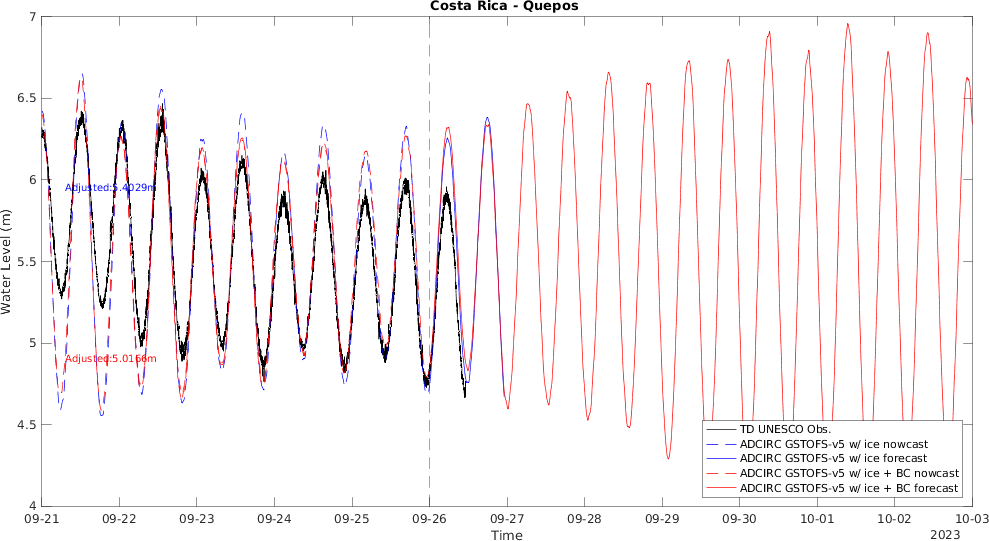 Costa Rica - Quepos
7
6.5
6
5.5
5
4.5
4
Water Level (m)
Adjusted:5.4029m
Adjusted:5.0166m
TD UNESCO Obs.
ADCIRC GSTOFS-v5 w/ ice nowcast
ADCIRC GSTOFS-v5 w/ ice forecast
ADCIRC GSTOFS-v5 w/ ice + BC nowcast
ADCIRC GSTOFS-v5 w/ ice + BC forecast
09-21 09-22 09-23 09-24 09-25 09-26 09-27 09-28 09-29 09-30 10-01 10-02 10-03
Time
2023